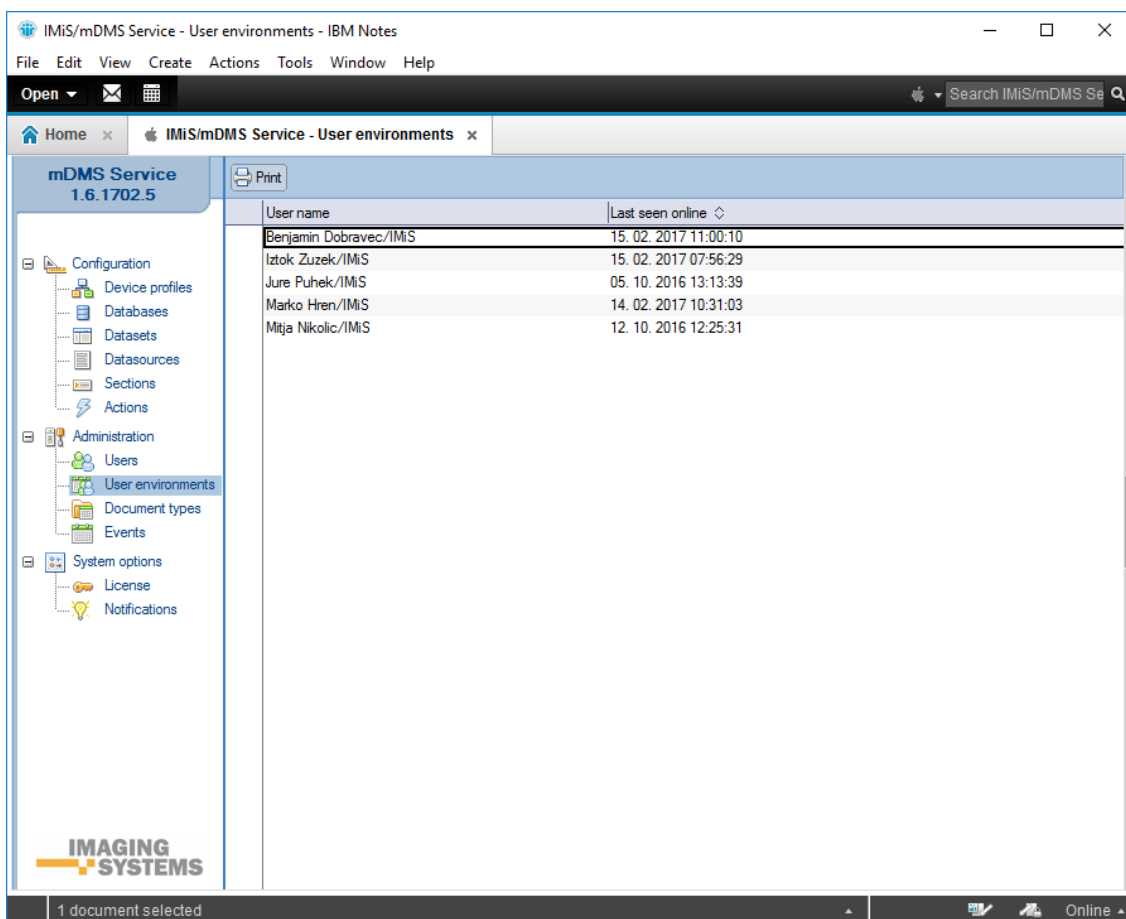 IMiS/mDMS Service - User environments - IBM Notes
File Edit View Create Actions Tools Window Help
Open Search IMiS/mDMS Se
Home IMiS/mDMS Service - User environments
mDMS Service
1.6.1702.5
Print
User name Last seen online
Benjamin Dobravec/IMiS 15. 02. 2017 11:00:10
Iztok Zuzek/IMiS 15. 02. 2017 07:56:29
Jure Puhek/IMiS 05. 10. 2016 13:13:39
Marko Hren/IMiS 14. 02. 2017 10:31:03
Mitja Nikolic/IMiS 12. 10. 2016 12:25:31
Configuration
Device profiles
Databases
Datasets
Datasources
Sections
Actions
Administration
Users
User environments
Document types
Events
System options
License
Notifications
IMAGING
SYSTEMS
1 document selected Online